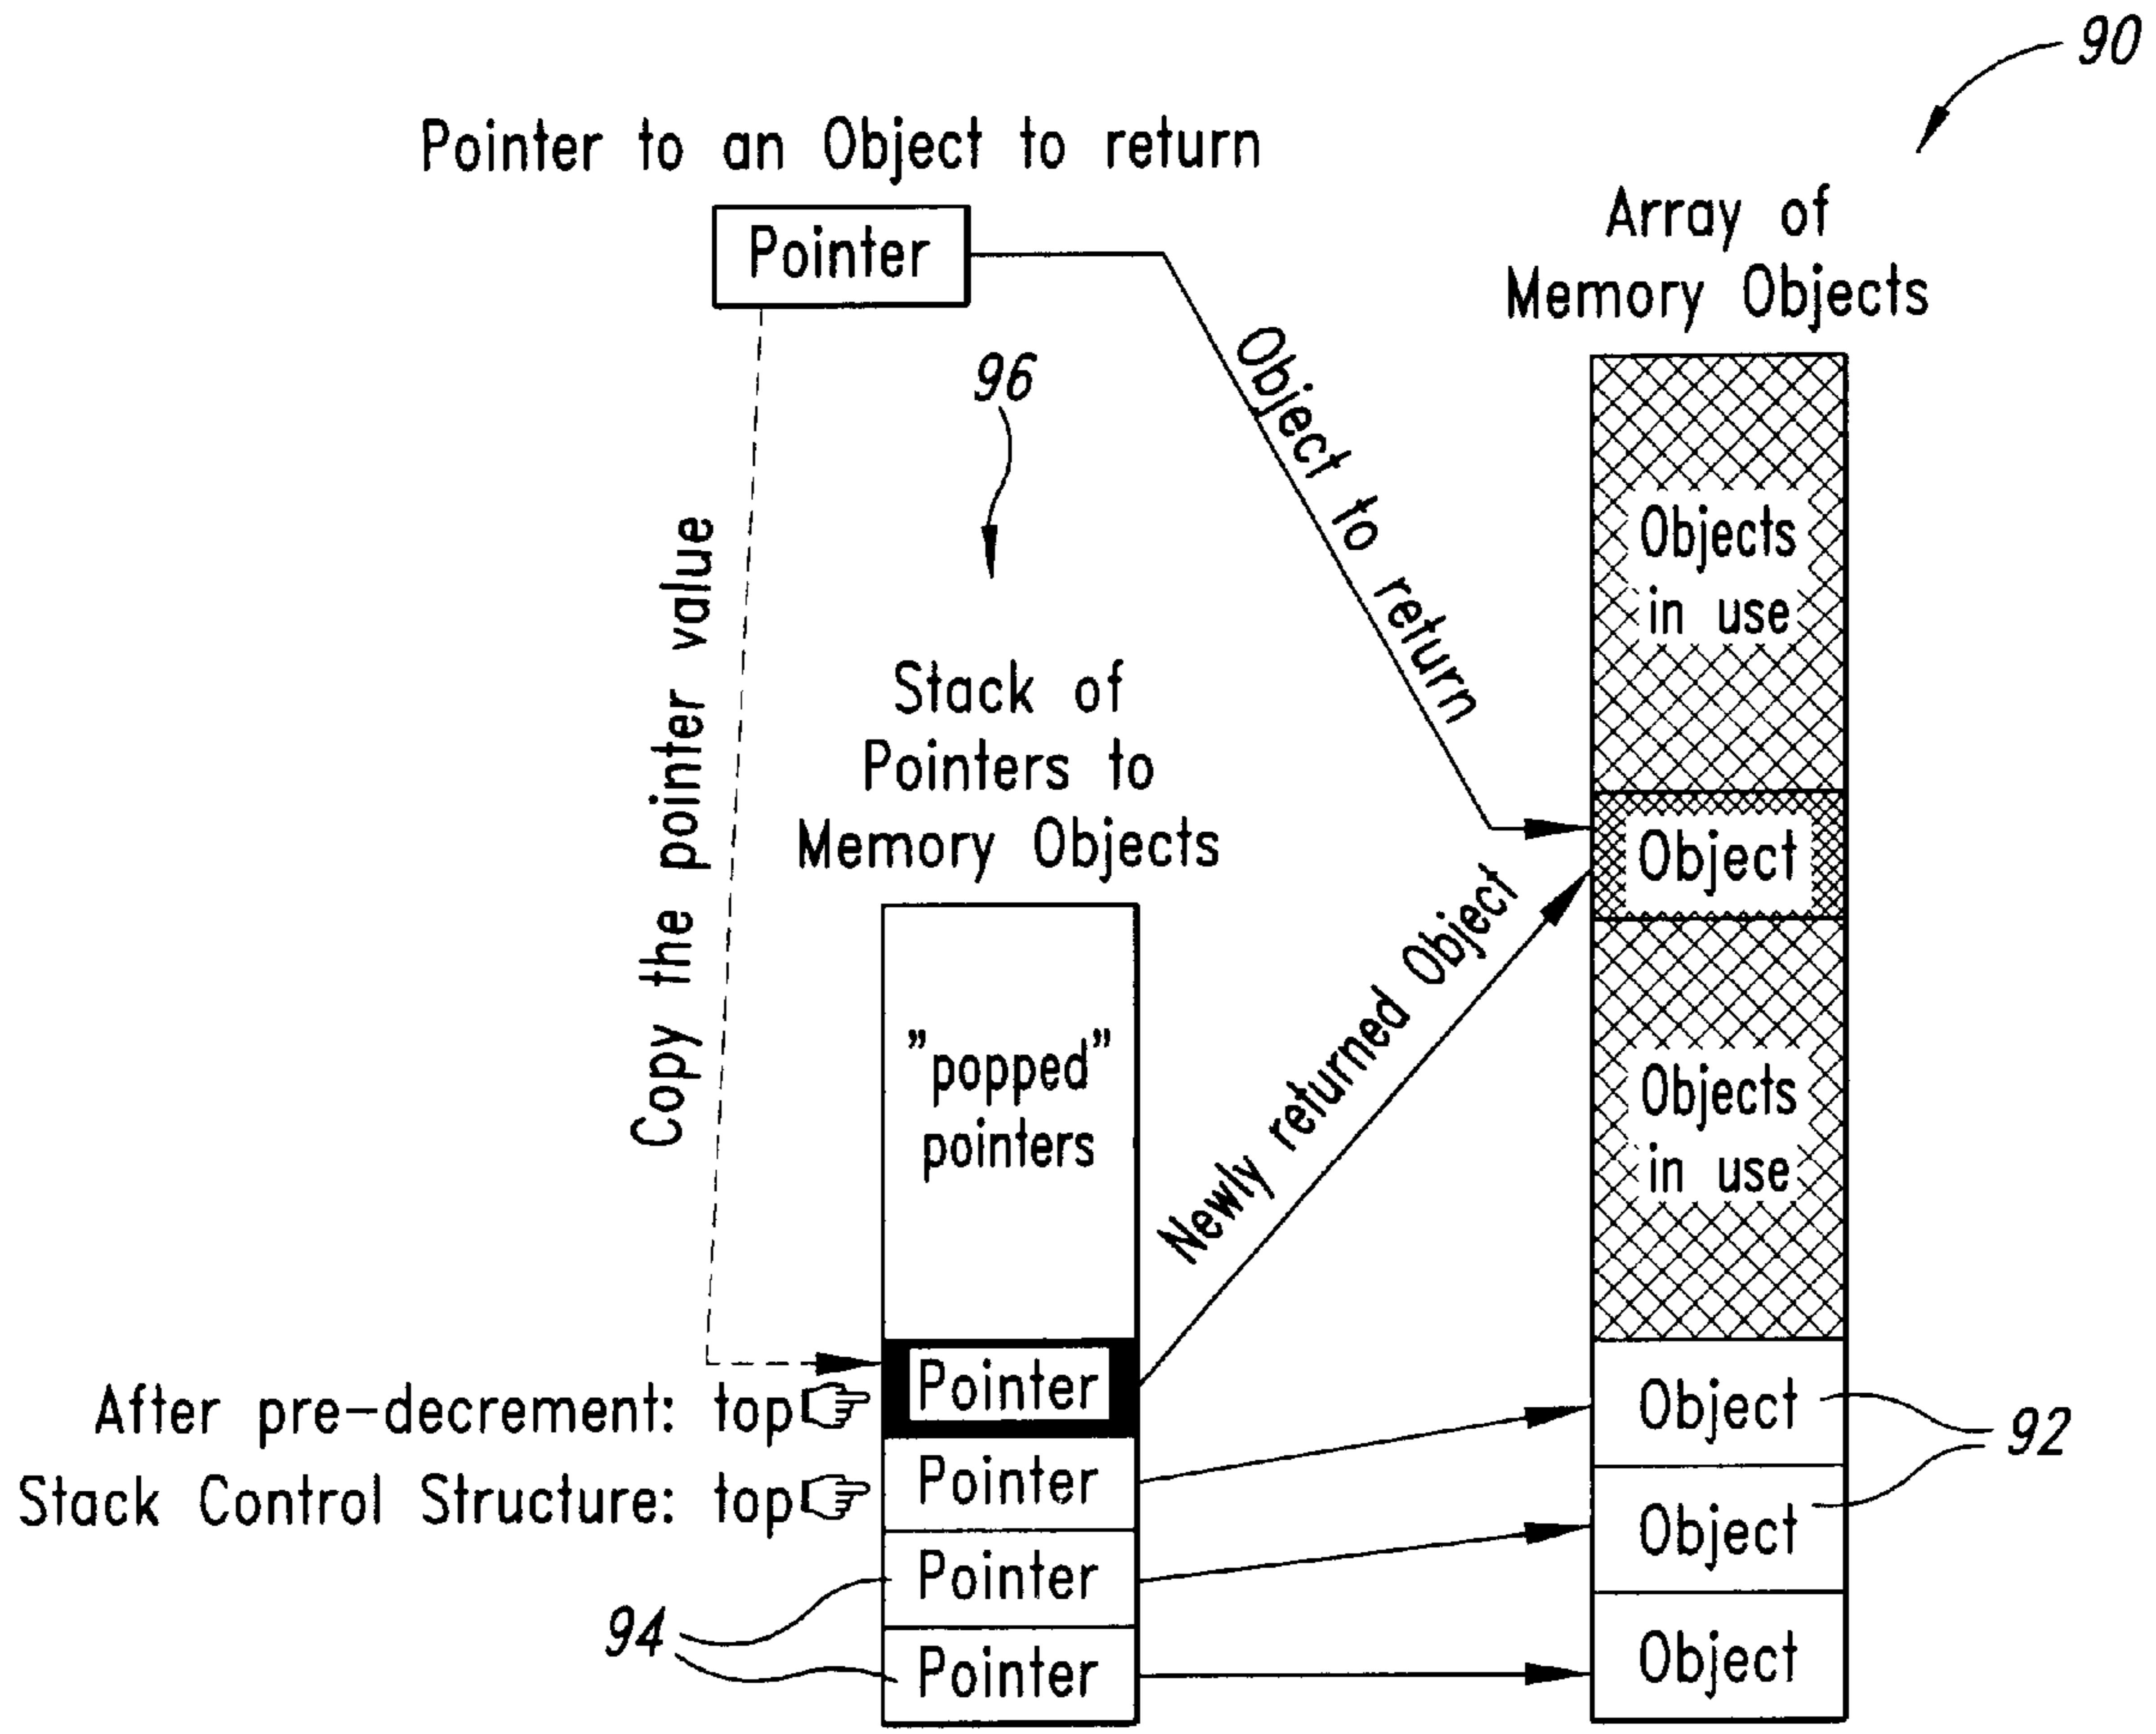 90
Pointer to an Object to return
Pointer
Array of
Memory Objects
96
Object to return
Copy the pointer value
Objects
in use
Stack of
Pointers to
Memory Objects
Object
Newly returned Object
"popped"
pointers
Objects
in use
After pre-decrement: top
Pointer
Object
92
Stack Control Structure: top
Pointer
Object
Pointer
94
Pointer
Object